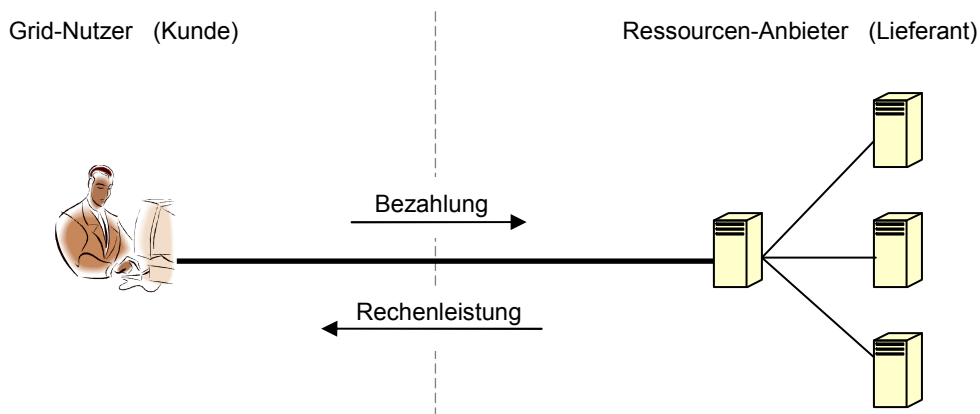 Grid-Nutzer (Kunde)
Ressourcen-Anbieter (Lieferant)
Bezahlung
Rechenleistung